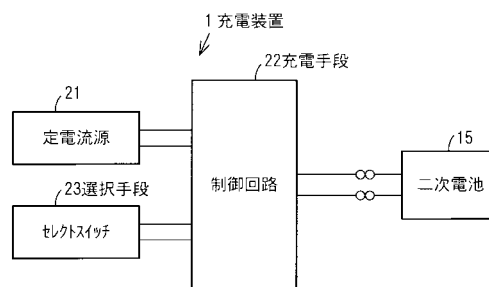 1 充電装置
22充電手段
21
定電流源
制御回路
15
二次電池
23選択手段
セレクトスイッチ